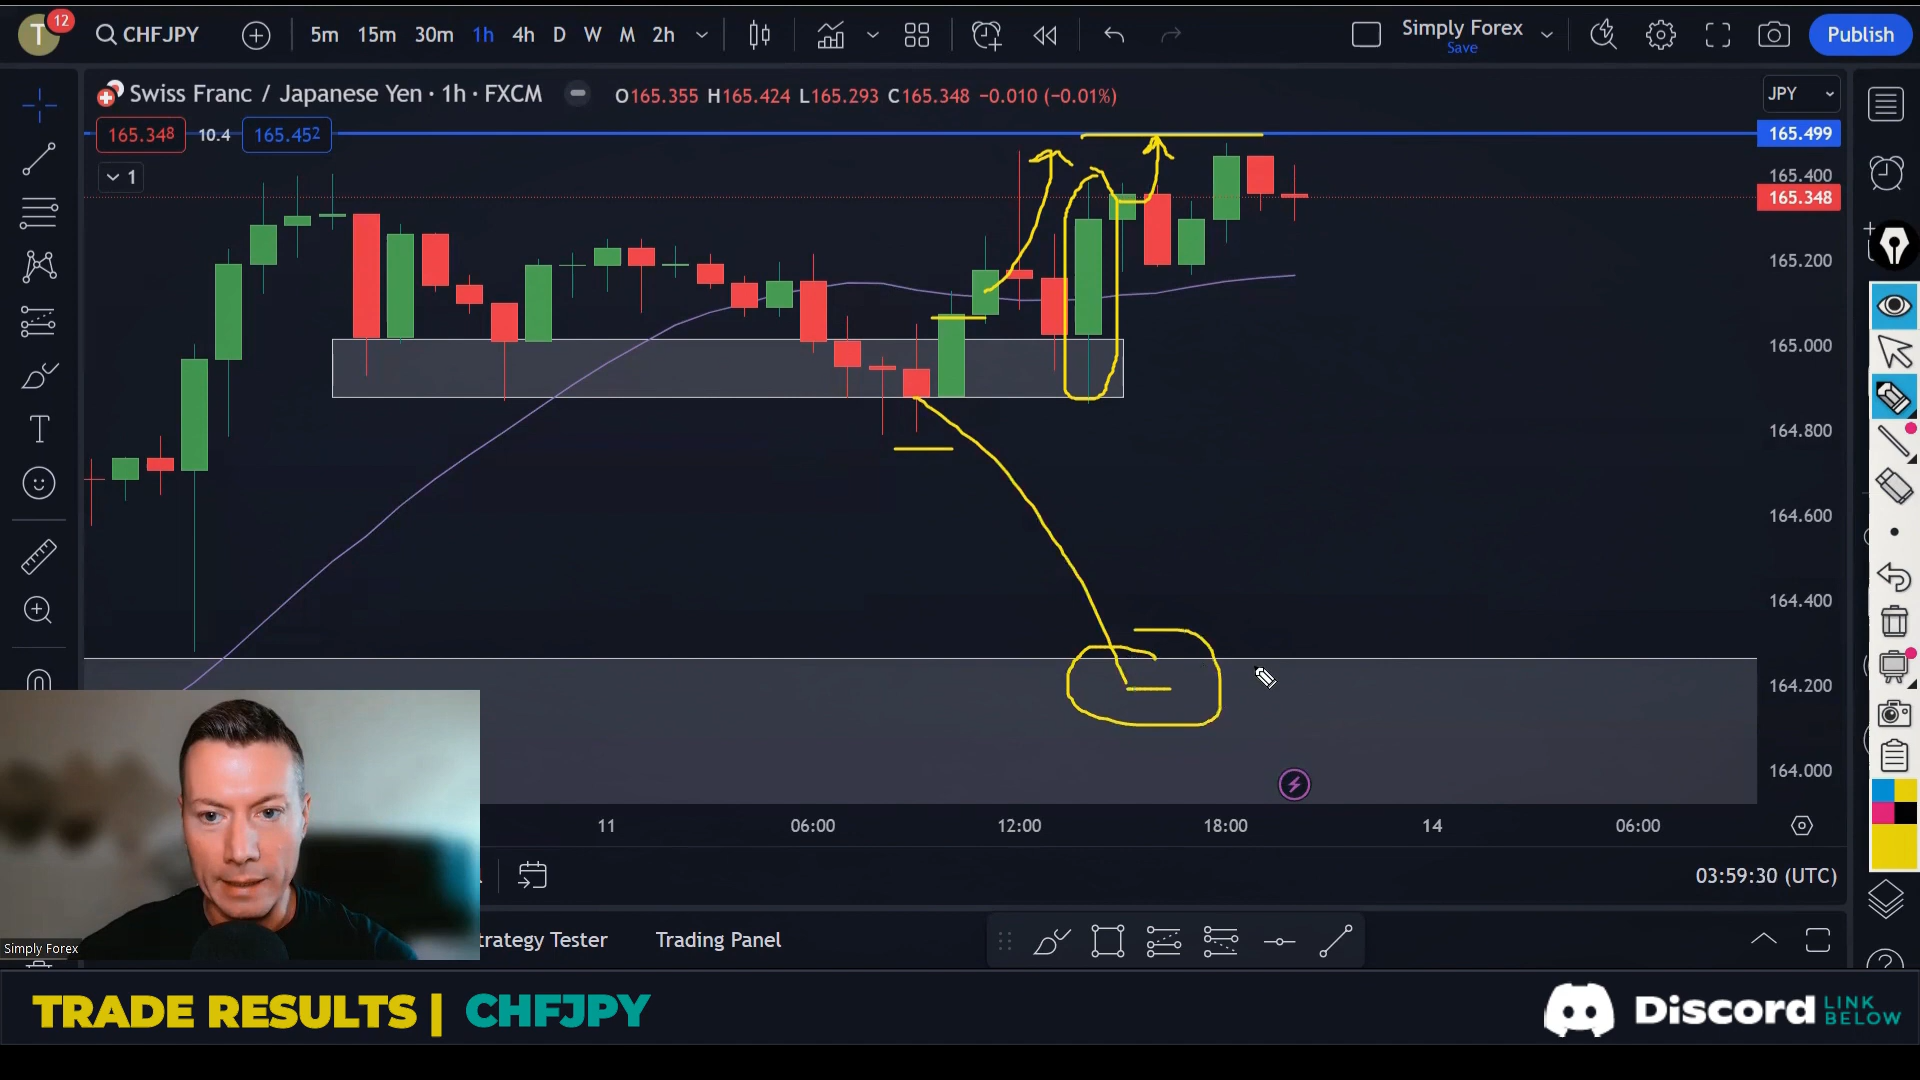 T 12 CHFJPY 5m 15m 30m 1h 4h D W M 2h Simply Forex Save Publish
Swiss Franc / Japanese Yen · 1h · FXCM O165.355 H165.424 L165.293 C165.348 −0.010 (−0.01%) JPY
165.348 10.4 165.452
1
165.499
165.400
165.348
165.200
165.000
164.800
164.600
164.400
164.200
164.000
11 06:00 12:00 18:00 14 06:00
03:59:30 (UTC)
trategy Tester Trading Panel
T
Simply Forex
TRADE RESULTS | CHFJPY
Discord LINK BELOW